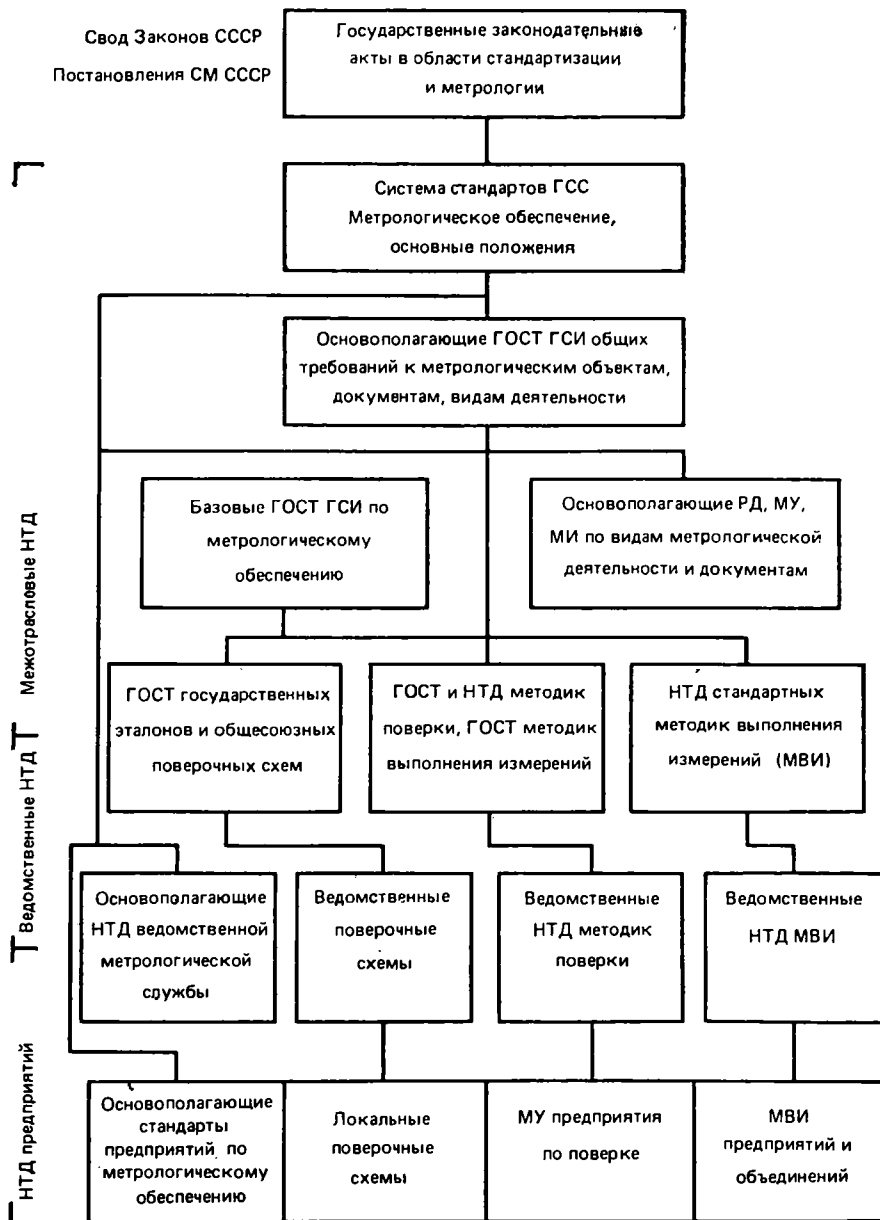 Свод Законов СССР
Постановления СМ СССР
Государственные законодательные
акты в области стандартизации
и метрологии
Система стандартов ГСС
Метрологическое обеспечение,
основные положения
Основополагающие ГОСТ ГСИ общих
требований к метрологическим объектам,
документам, видам деятельности
Межотрасловые НТД
Базовые ГОСТ ГСИ по
метрологическому
обеспечению
Основополагающие РД, МУ,
МИ по видам метрологической
деятельности и документам
ГОСТ государственных
эталонов и общесоюзных
поверочных схем
ГОСТ и НТД методик
поверки, ГОСТ методик
выполнения измерений
НТД стандартных
методик выполнения
измерений (МВИ)
Ведомственные НТД
Основополагающие
НТД ведомственной
метрологической
службы
Ведомственные
поверочные
схемы
Ведомственные
НТД методик
поверки
Ведомственные
НТД МВИ
НТД предприятий
Основополагающие
стандарты
предприятий по
метрологическому
обеспечению
Локальные
поверочные
схемы
МУ предприятия
по поверке
МВИ
предприятий и
объединений